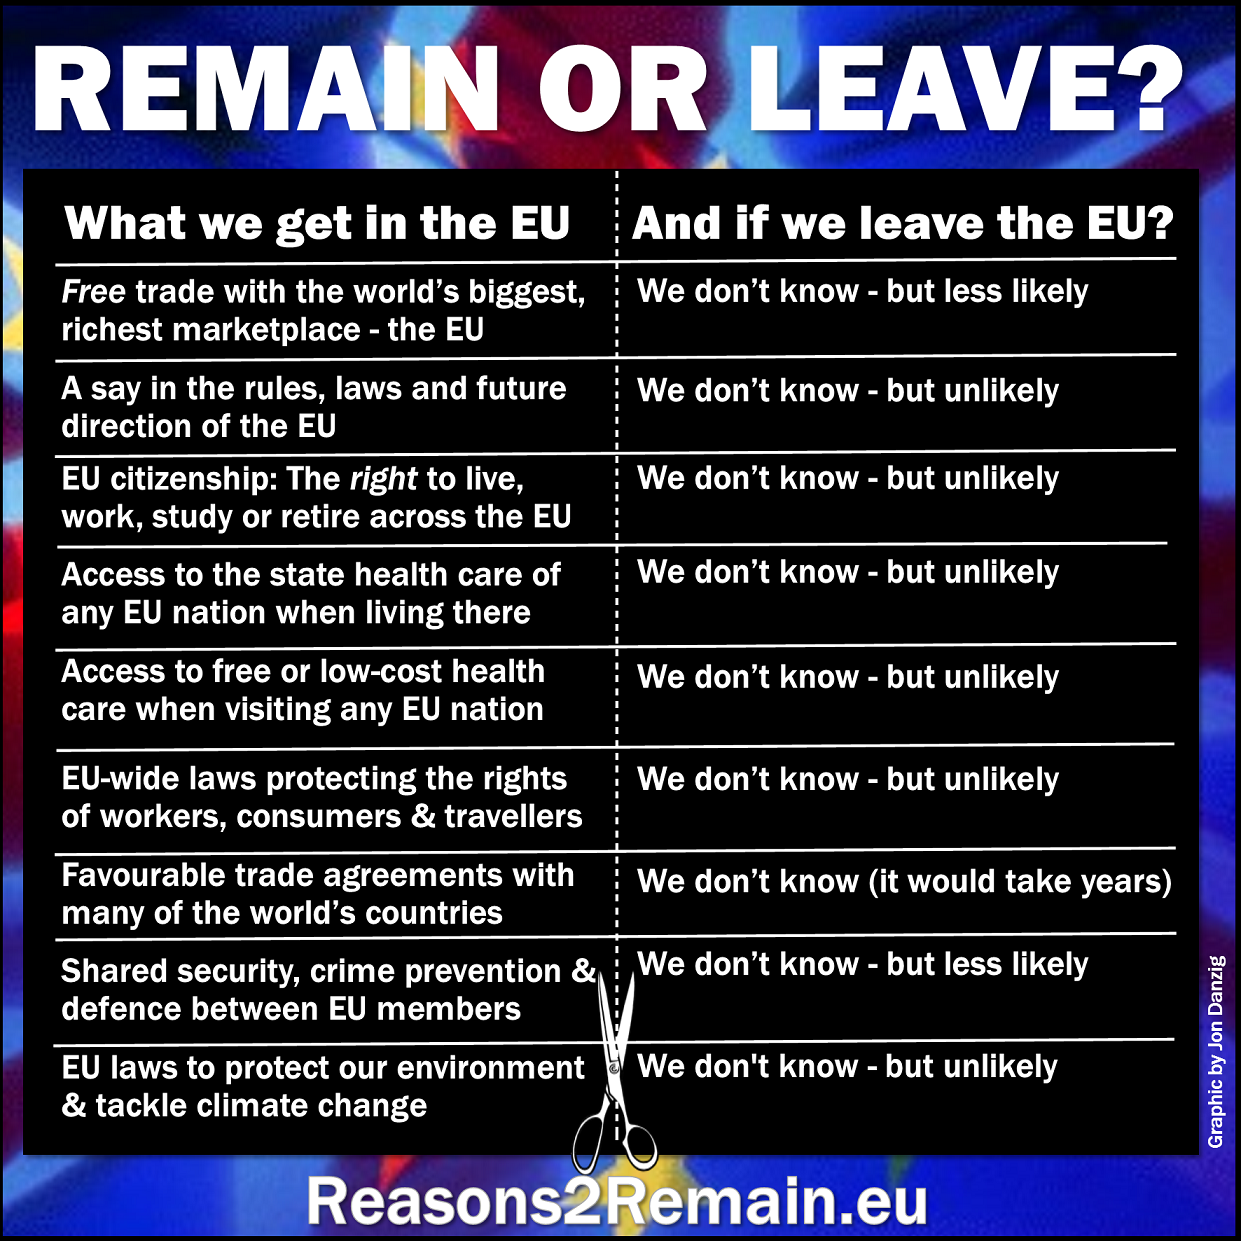 REMAIN OR LEAVE?
What we get in the EU
And if we leave the EU?
Free trade with the world’s biggest,
richest marketplace - the EU
We don’t know - but less likely
A say in the rules, laws and future
direction of the EU
We don’t know - but unlikely
EU citizenship: The right to live,
work, study or retire across the EU
We don’t know - but unlikely
Access to the state health care of
any EU nation when living there
We don’t know - but unlikely
Access to free or low-cost health
care when visiting any EU nation
We don’t know - but unlikely
EU-wide laws protecting the rights
of workers, consumers & travellers
We don’t know - but unlikely
Favourable trade agreements with
many of the world’s countries
We don’t know (it would take years)
Shared security, crime prevention &
defence between EU members
We don’t know - but less likely
EU laws to protect our environment
& tackle climate change
We don't know - but unlikely
Graphic by Jon Danzig
Reasons2Remain.eu